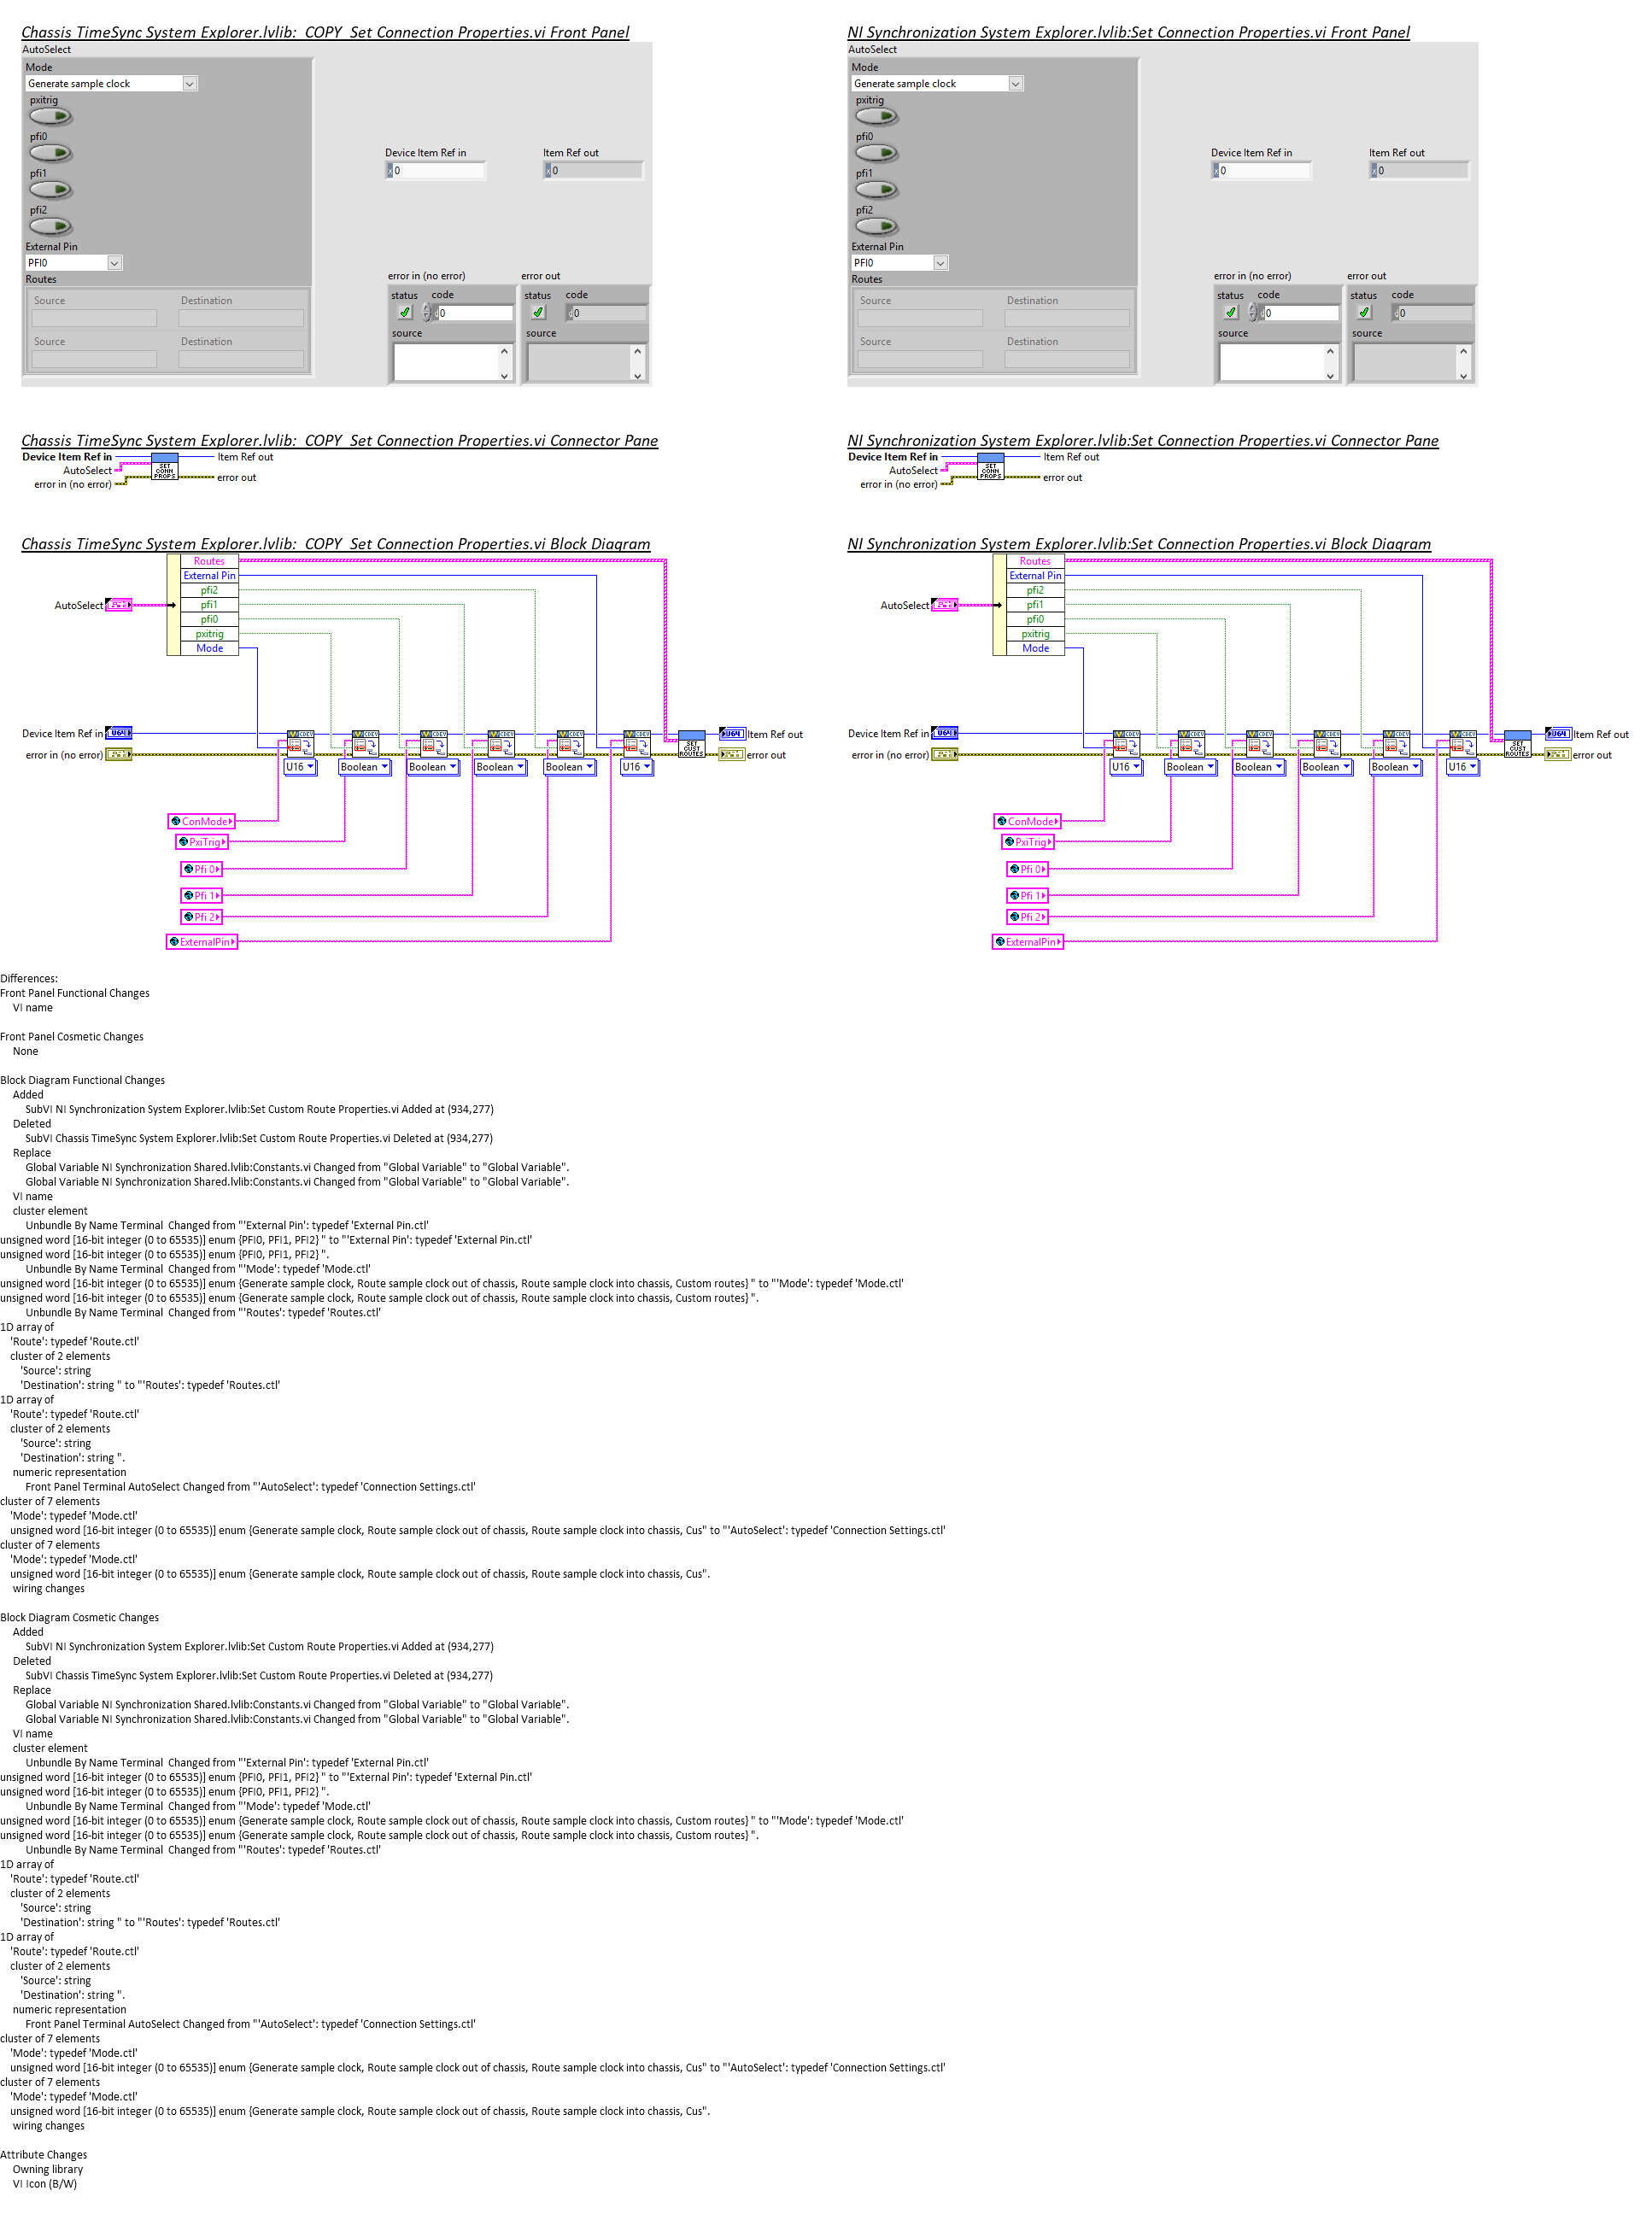 Chassis TimeSync System Explorer.lvlib:  COPY  Set Connection Properties.vi Front Panel
AutoSelect
Mode
Generate sample clock
pxitrig
pfi0
pfi1
pfi2
External Pin
PFI0
Routes
Source Destination
Source Destination
Device Item Ref in
x 0
Item Ref out
x 0
error in (no error)
status code
d 0
source
error out
status code
d 0
source
NI Synchronization System Explorer.lvlib:Set Connection Properties.vi Front Panel
AutoSelect
Mode
Generate sample clock
pxitrig
pfi0
pfi1
pfi2
External Pin
PFI0
Routes
Source Destination
Source Destination
Device Item Ref in
x 0
Item Ref out
x 0
error in (no error)
status code
d 0
source
error out
status code
d 0
source
Chassis TimeSync System Explorer.lvlib:  COPY  Set Connection Properties.vi Connector Pane
Device Item Ref in
AutoSelect
error in (no error)
SET
CONN
PROPS
Item Ref out
error out
NI Synchronization System Explorer.lvlib:Set Connection Properties.vi Connector Pane
Device Item Ref in
AutoSelect
error in (no error)
SET
CONN
PROPS
Item Ref out
error out
Chassis TimeSync System Explorer.lvlib:  COPY  Set Connection Properties.vi Block Diagram
Routes
External Pin
pfi2
pfi1
pfi0
pxitrig
Mode
AutoSelect
Device Item Ref in
U64
error in (no error)
CDEV CDEV CDEV CDEV CDEV CDEV
U16 Boolean Boolean Boolean Boolean U16
SET
CUST
ROUTES
U64
Item Ref out
error out
ConMode
PxiTrig
Pfi 0
Pfi 1
Pfi 2
ExternalPin
NI Synchronization System Explorer.lvlib:Set Connection Properties.vi Block Diagram
Routes
External Pin
pfi2
pfi1
pfi0
pxitrig
Mode
AutoSelect
Device Item Ref in
U64
error in (no error)
CDEV CDEV CDEV CDEV CDEV CDEV
U16 Boolean Boolean Boolean Boolean U16
SET
CUST
ROUTES
U64
Item Ref out
error out
ConMode
PxiTrig
Pfi 0
Pfi 1
Pfi 2
ExternalPin
Differences:
Front Panel Functional Changes
VI name
Front Panel Cosmetic Changes
None
Block Diagram Functional Changes
Added
SubVI NI Synchronization System Explorer.lvlib:Set Custom Route Properties.vi Added at (934,277)
Deleted
SubVI Chassis TimeSync System Explorer.lvlib:Set Custom Route Properties.vi Deleted at (934,277)
Replace
Global Variable NI Synchronization Shared.lvlib:Constants.vi Changed from "Global Variable" to "Global Variable".
Global Variable NI Synchronization Shared.lvlib:Constants.vi Changed from "Global Variable" to "Global Variable".
VI name
cluster element
Unbundle By Name Terminal  Changed from "'External Pin': typedef 'External Pin.ctl'
unsigned word [16-bit integer (0 to 65535)] enum {PFI0, PFI1, PFI2} " to "'External Pin': typedef 'External Pin.ctl'
unsigned word [16-bit integer (0 to 65535)] enum {PFI0, PFI1, PFI2} ".
Unbundle By Name Terminal  Changed from "'Mode': typedef 'Mode.ctl'
unsigned word [16-bit integer (0 to 65535)] enum {Generate sample clock, Route sample clock out of chassis, Route sample clock into chassis, Custom routes} " to "'Mode': typedef 'Mode.ctl'
unsigned word [16-bit integer (0 to 65535)] enum {Generate sample clock, Route sample clock out of chassis, Route sample clock into chassis, Custom routes} ".
Unbundle By Name Terminal  Changed from "'Routes': typedef 'Routes.ctl'
1D array of
'Route': typedef 'Route.ctl'
cluster of 2 elements
'Source': string
'Destination': string " to "'Routes': typedef 'Routes.ctl'
1D array of
'Route': typedef 'Route.ctl'
cluster of 2 elements
'Source': string
'Destination': string ".
numeric representation
Front Panel Terminal AutoSelect Changed from "'AutoSelect': typedef 'Connection Settings.ctl'
cluster of 7 elements
'Mode': typedef 'Mode.ctl'
unsigned word [16-bit integer (0 to 65535)] enum {Generate sample clock, Route sample clock out of chassis, Route sample clock into chassis, Cus" to "'AutoSelect': typedef 'Connection Settings.ctl'
cluster of 7 elements
'Mode': typedef 'Mode.ctl'
unsigned word [16-bit integer (0 to 65535)] enum {Generate sample clock, Route sample clock out of chassis, Route sample clock into chassis, Cus".
wiring changes
Block Diagram Cosmetic Changes
Added
SubVI NI Synchronization System Explorer.lvlib:Set Custom Route Properties.vi Added at (934,277)
Deleted
SubVI Chassis TimeSync System Explorer.lvlib:Set Custom Route Properties.vi Deleted at (934,277)
Replace
Global Variable NI Synchronization Shared.lvlib:Constants.vi Changed from "Global Variable" to "Global Variable".
Global Variable NI Synchronization Shared.lvlib:Constants.vi Changed from "Global Variable" to "Global Variable".
VI name
cluster element
Unbundle By Name Terminal  Changed from "'External Pin': typedef 'External Pin.ctl'
unsigned word [16-bit integer (0 to 65535)] enum {PFI0, PFI1, PFI2} " to "'External Pin': typedef 'External Pin.ctl'
unsigned word [16-bit integer (0 to 65535)] enum {PFI0, PFI1, PFI2} ".
Unbundle By Name Terminal  Changed from "'Mode': typedef 'Mode.ctl'
unsigned word [16-bit integer (0 to 65535)] enum {Generate sample clock, Route sample clock out of chassis, Route sample clock into chassis, Custom routes} " to "'Mode': typedef 'Mode.ctl'
unsigned word [16-bit integer (0 to 65535)] enum {Generate sample clock, Route sample clock out of chassis, Route sample clock into chassis, Custom routes} ".
Unbundle By Name Terminal  Changed from "'Routes': typedef 'Routes.ctl'
1D array of
'Route': typedef 'Route.ctl'
cluster of 2 elements
'Source': string
'Destination': string " to "'Routes': typedef 'Routes.ctl'
1D array of
'Route': typedef 'Route.ctl'
cluster of 2 elements
'Source': string
'Destination': string ".
numeric representation
Front Panel Terminal AutoSelect Changed from "'AutoSelect': typedef 'Connection Settings.ctl'
cluster of 7 elements
'Mode': typedef 'Mode.ctl'
unsigned word [16-bit integer (0 to 65535)] enum {Generate sample clock, Route sample clock out of chassis, Route sample clock into chassis, Cus" to "'AutoSelect': typedef 'Connection Settings.ctl'
cluster of 7 elements
'Mode': typedef 'Mode.ctl'
unsigned word [16-bit integer (0 to 65535)] enum {Generate sample clock, Route sample clock out of chassis, Route sample clock into chassis, Cus".
wiring changes
Attribute Changes
Owning library
VI Icon (B/W)